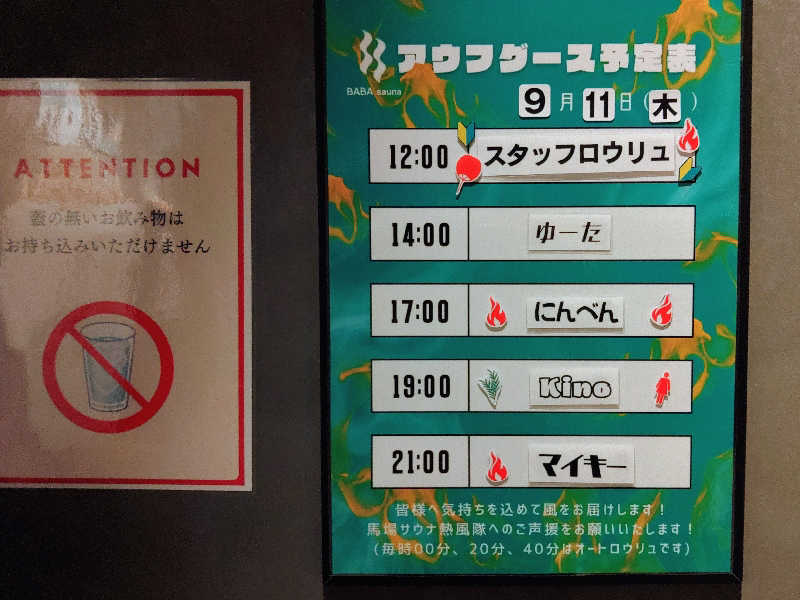 ATTENTION
蓋の無いお飲み物は
お持ち込みいただけません
アウフグース予定表
BABA sauna
9月11日(木)
12:00 スタッフロウリュ
14:00 ゆーた
17:00 にんべん
19:00 Kino
21:00 マイキー
皆様へ気持ちを込めて風をお届けします!
馬場サウナ熱風隊へのご声援をお願いいたします!
(毎時00分、20分、40分はオートロウリュです)